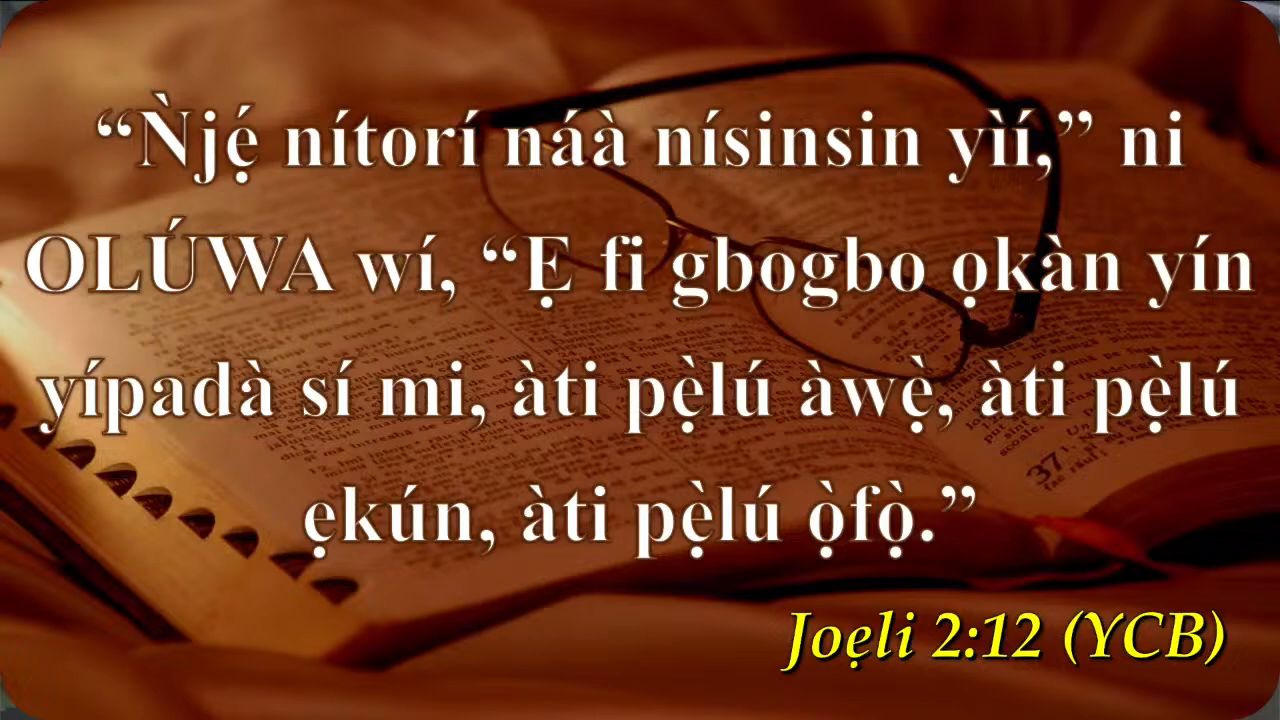 “Ǹjẹ́ nítorí náà nísinsin yìí,” ni
OLÚWA wí, “Ẹ fi gbogbo ọkàn yín
yípadà sí mi, àti pẹ̀lú àwẹ̀, àti pẹ̀lú
ẹkún, àti pẹ̀lú ọ̀fọ̀.”
Joẹli 2:12 (YCB)